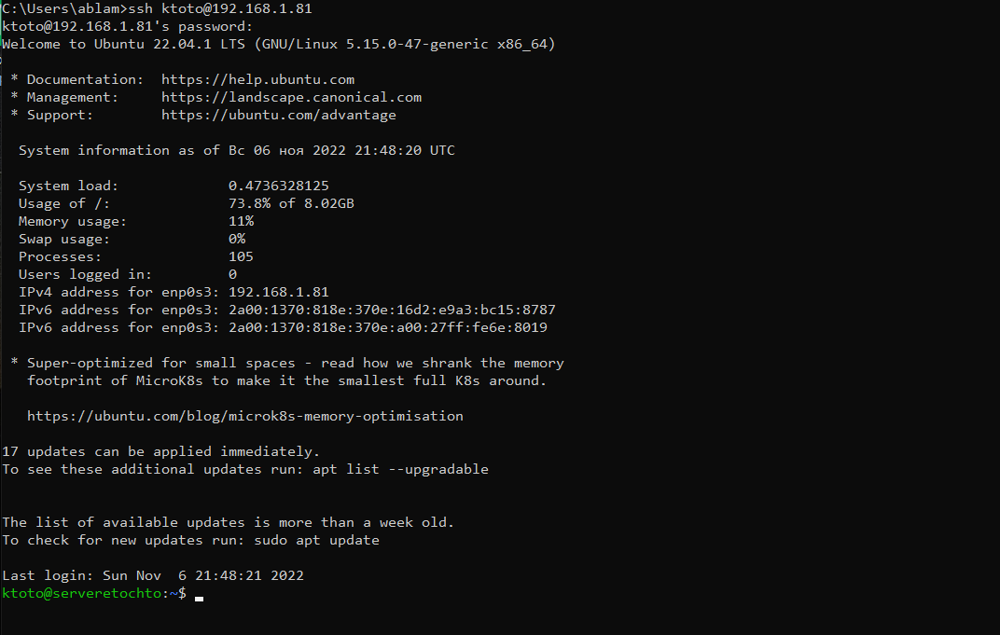 C:\Users\ablam>ssh ktoto@192.168.1.81
ktoto@192.168.1.81's password:
Welcome to Ubuntu 22.04.1 LTS (GNU/Linux 5.15.0-47-generic x86_64)
* Documentation:  https://help.ubuntu.com
* Management:     https://landscape.canonical.com
* Support:        https://ubuntu.com/advantage
System information as of Вс 06 ноя 2022 21:48:20 UTC
System load:             0.4736328125
Usage of /:              73.8% of 8.02GB
Memory usage:            11%
Swap usage:              0%
Processes:               105
Users logged in:         0
IPv4 address for enp0s3: 192.168.1.81
IPv6 address for enp0s3: 2a00:1370:818e:370e:16d2:e9a3:bc15:8787
IPv6 address for enp0s3: 2a00:1370:818e:370e:a00:27ff:fe6e:8019
* Super-optimized for small spaces - read how we shrank the memory
footprint of MicroK8s to make it the smallest full K8s around.
https://ubuntu.com/blog/microk8s-memory-optimisation
17 updates can be applied immediately.
To see these additional updates run: apt list --upgradable
The list of available updates is more than a week old.
To check for new updates run: sudo apt update
Last login: Sun Nov  6 21:48:21 2022
ktoto@serveretochto:~$